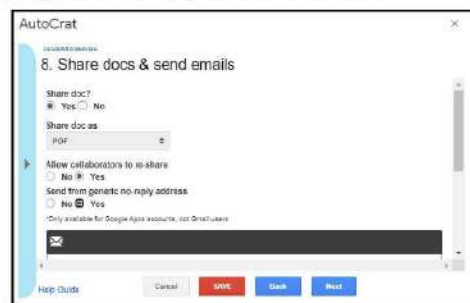 AutoCrat
8. Share docs & send emails
Share doc?
Yes No
Share doc as
PDF
Allow collaborators to re-share
No Yes
Send from generic no-reply address
No Yes
*Only available for Google Apps accounts, not Gmail users
Help Guide Cancel SAVE Back Next